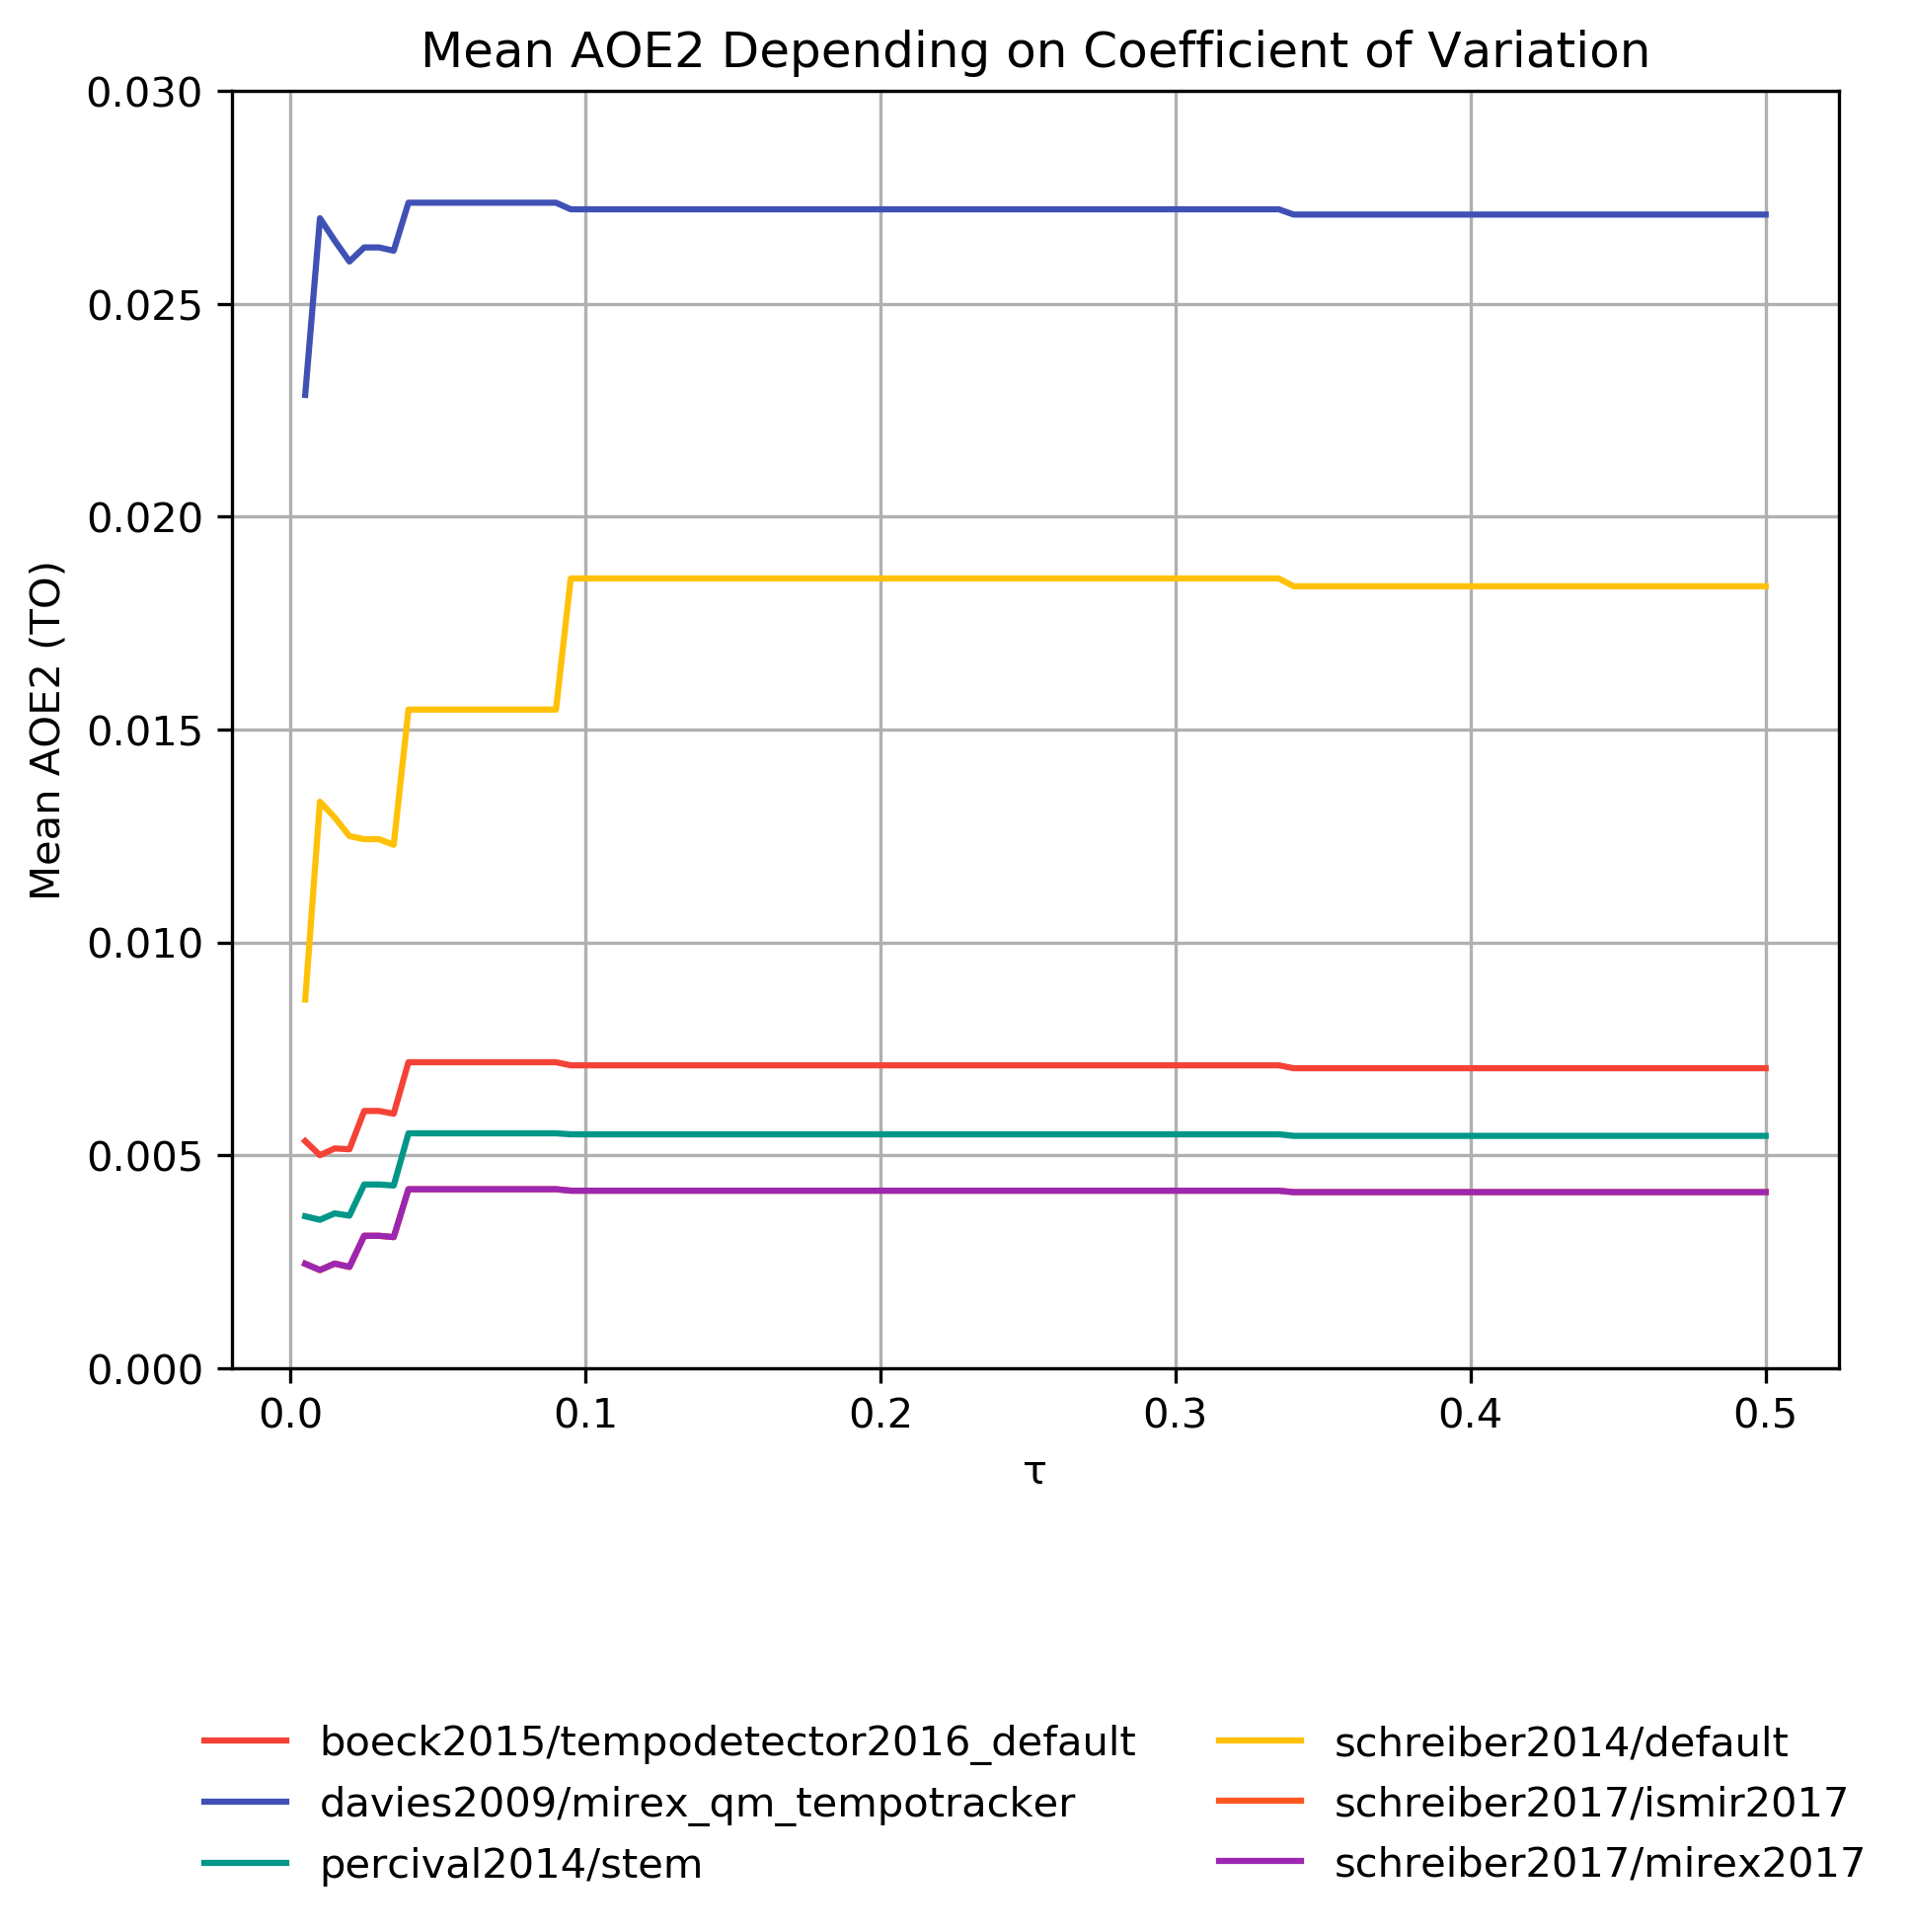 Mean AOE2 Depending on Coefficient of Variation
Mean AOE2 (TO)
0.030
0.025
0.020
0.015
0.010
0.005
0.000
0.0 0.1 0.2 0.3 0.4 0.5
τ
boeck2015/tempodetector2016_default
davies2009/mirex_qm_tempotracker
percival2014/stem
schreiber2014/default
schreiber2017/ismir2017
schreiber2017/mirex2017